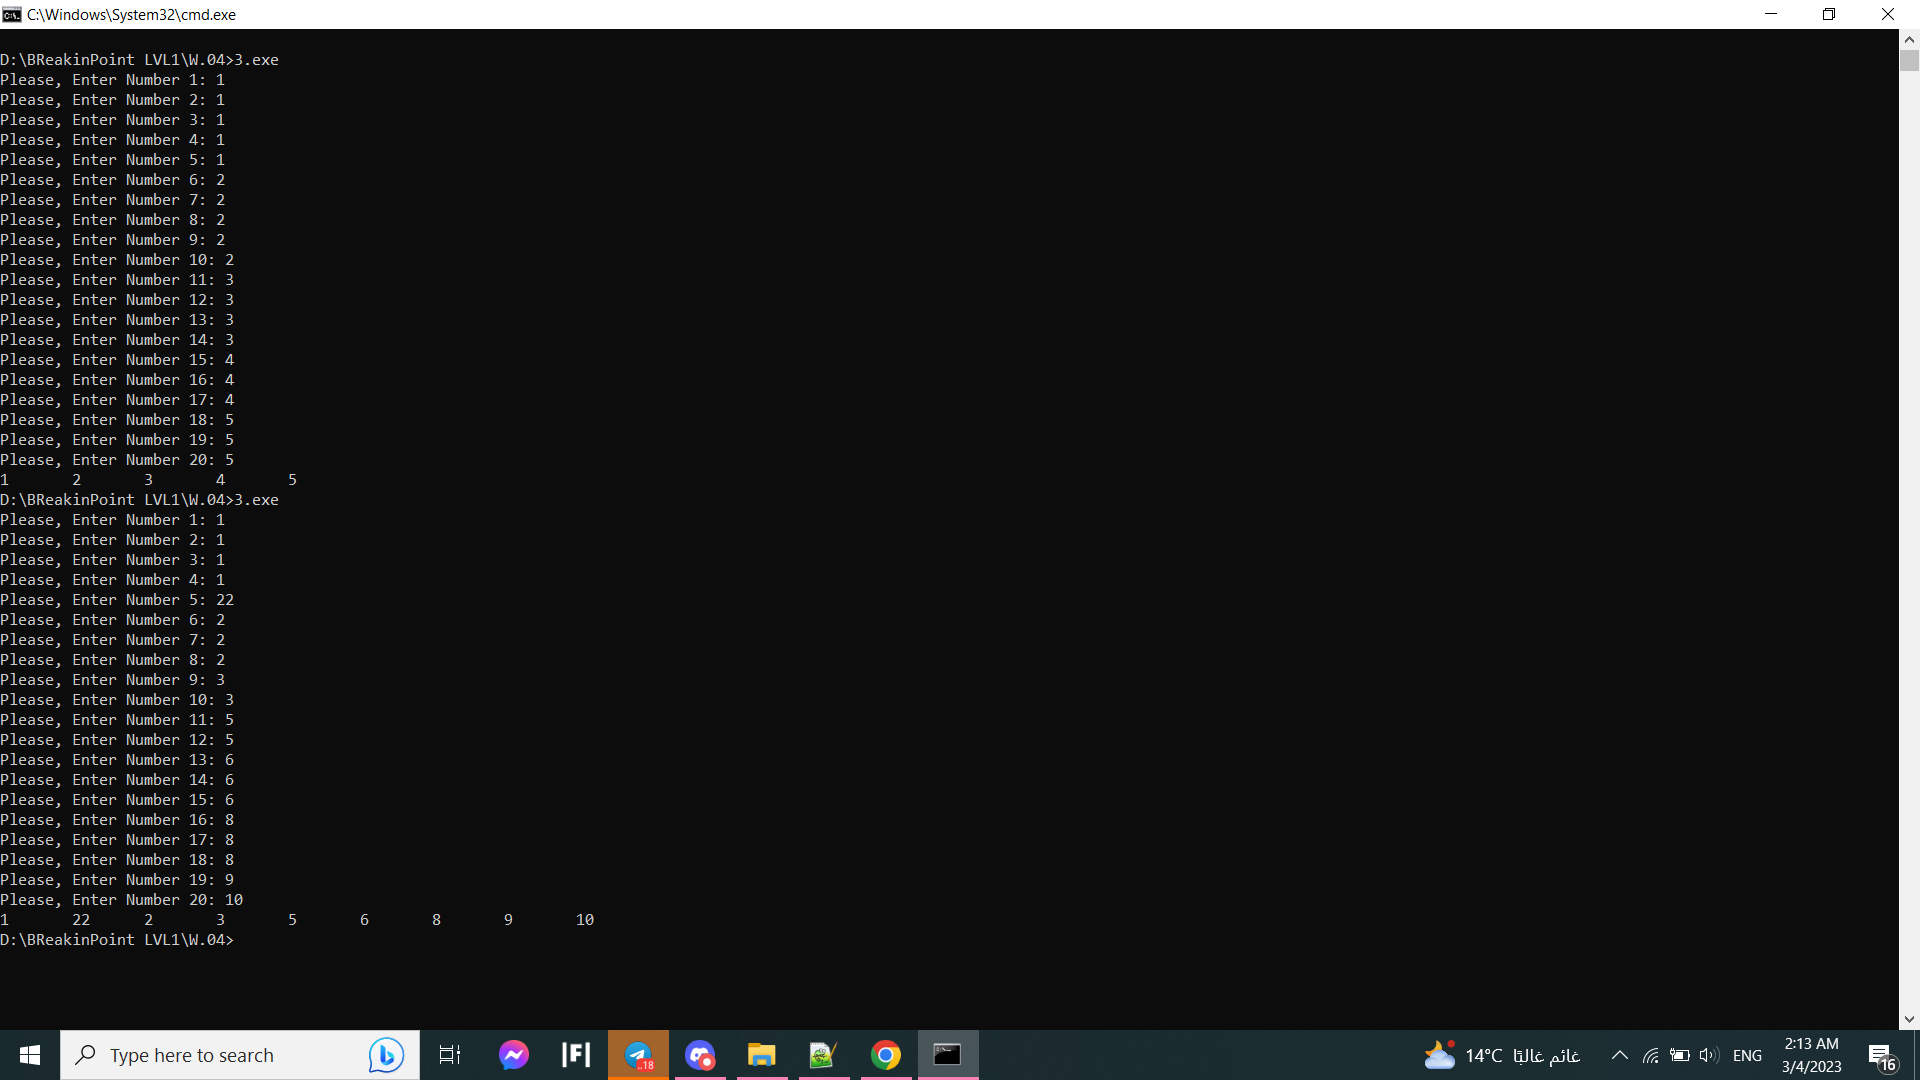 C:\Windows\System32\cmd.exe
D:\BReakinPoint LVL1\W.04>3.exe
Please, Enter Number 1: 1
Please, Enter Number 2: 1
Please, Enter Number 3: 1
Please, Enter Number 4: 1
Please, Enter Number 5: 1
Please, Enter Number 6: 2
Please, Enter Number 7: 2
Please, Enter Number 8: 2
Please, Enter Number 9: 2
Please, Enter Number 10: 2
Please, Enter Number 11: 3
Please, Enter Number 12: 3
Please, Enter Number 13: 3
Please, Enter Number 14: 3
Please, Enter Number 15: 4
Please, Enter Number 16: 4
Please, Enter Number 17: 4
Please, Enter Number 18: 5
Please, Enter Number 19: 5
Please, Enter Number 20: 5
1 2 3 4 5
D:\BReakinPoint LVL1\W.04>3.exe
Please, Enter Number 1: 1
Please, Enter Number 2: 1
Please, Enter Number 3: 1
Please, Enter Number 4: 1
Please, Enter Number 5: 22
Please, Enter Number 6: 2
Please, Enter Number 7: 2
Please, Enter Number 8: 2
Please, Enter Number 9: 3
Please, Enter Number 10: 3
Please, Enter Number 11: 5
Please, Enter Number 12: 5
Please, Enter Number 13: 6
Please, Enter Number 14: 6
Please, Enter Number 15: 6
Please, Enter Number 16: 8
Please, Enter Number 17: 8
Please, Enter Number 18: 8
Please, Enter Number 19: 9
Please, Enter Number 20: 10
1 22 2 3 5 6 8 9 10
D:\BReakinPoint LVL1\W.04>
Type here to search
|F|
..18
14°C غائم غالبًا
ENG
2:13 AM
3/4/2023
16